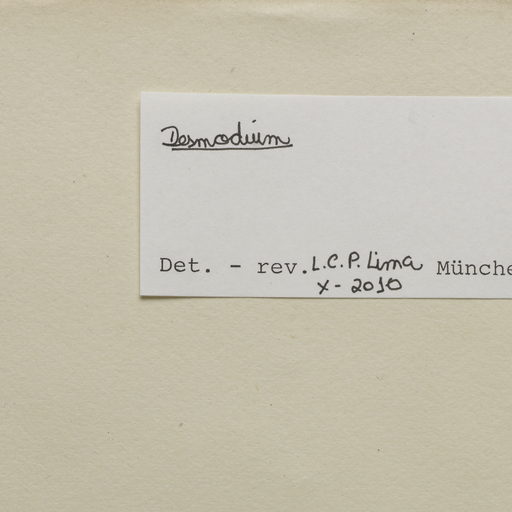 Desmodium
Det. - rev. L.C.P. Lima Münche
X - 2010